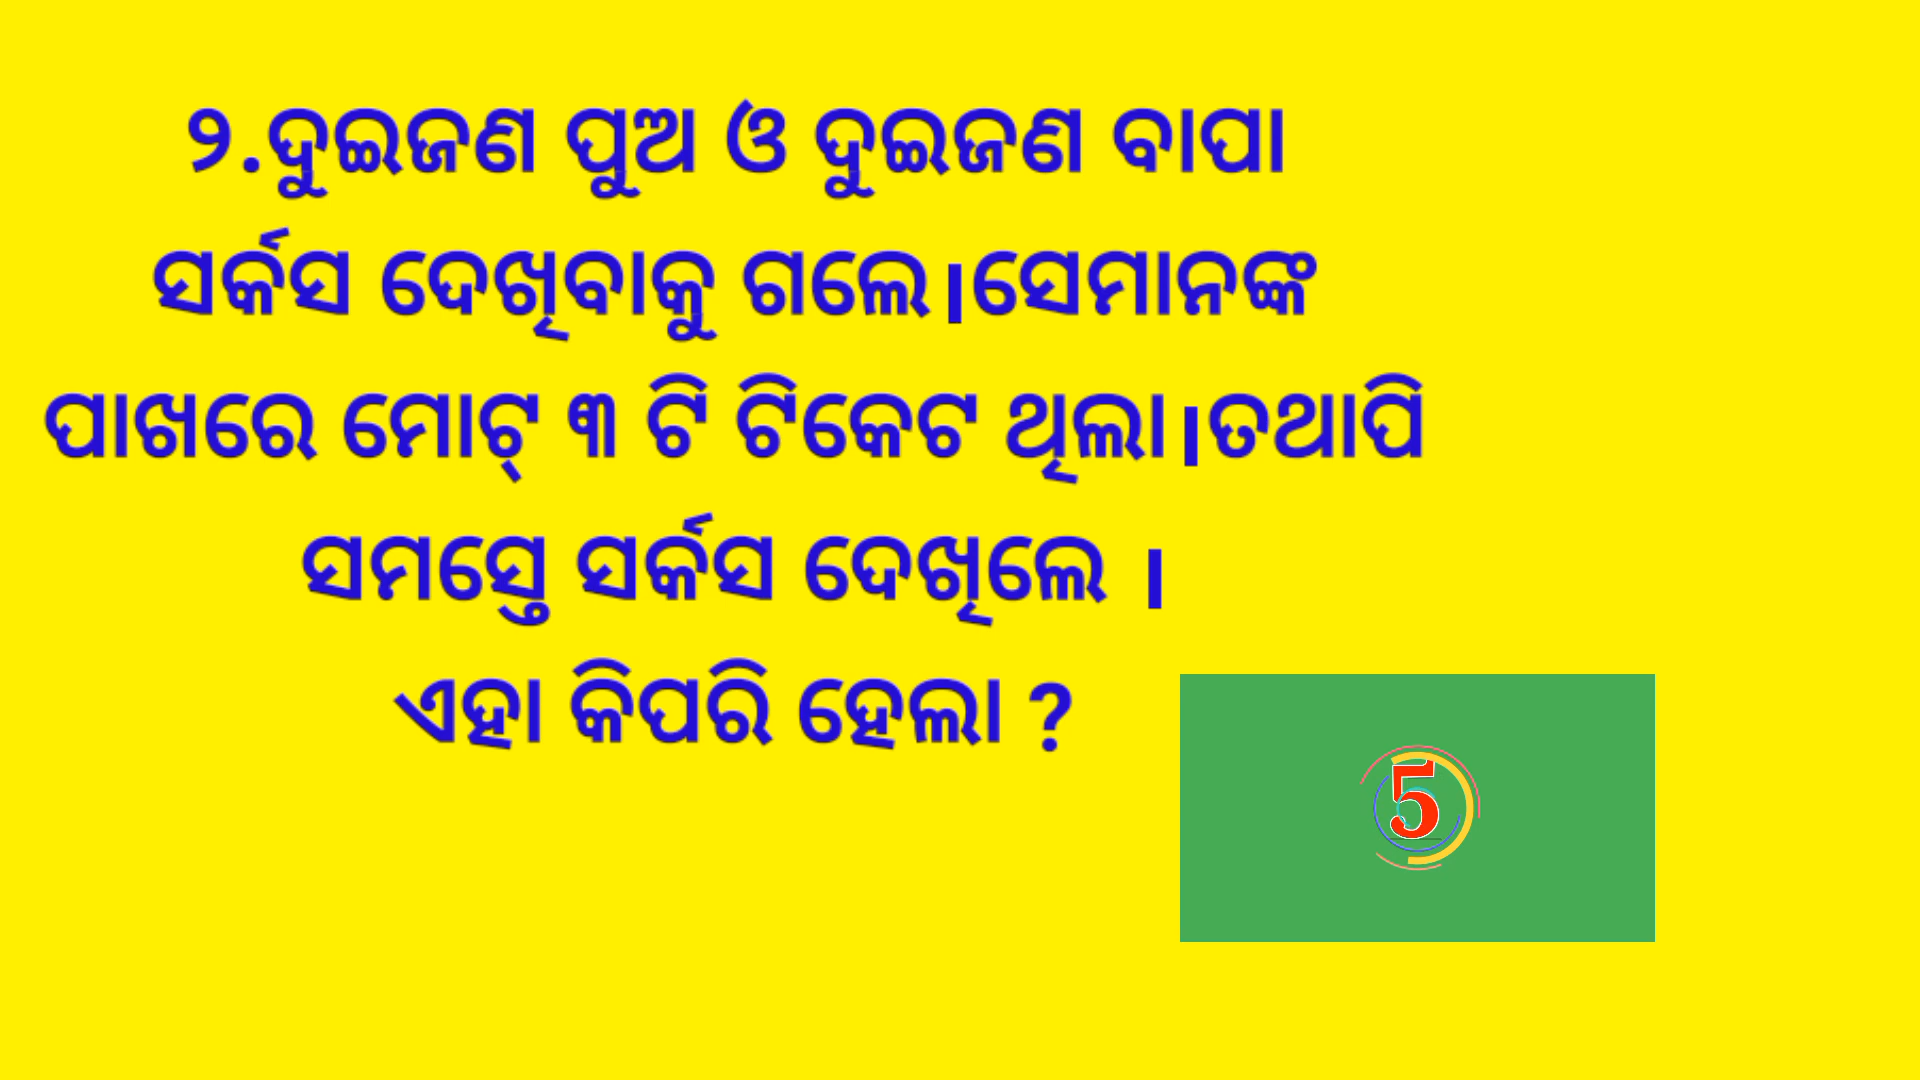 ୨.ଦୁଇଜଣ ପୁଅ ଓ ଦୁଇଜଣ ବାପା
ସର୍କସ ଦେଖିବାକୁ ଗଲେ।ସେମାନଙ୍କ
ପାଖରେ ମୋଟ୍ ୩ ଟି ଟିକେଟ ଥିଲା।ତଥାପି
ସମସ୍ତେ ସର୍କସ ଦେଖିଲେ ।
ଏହା କିପରି ହେଲା ?
5